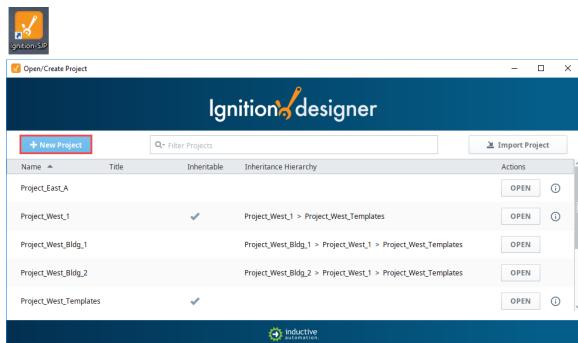 Ignition-SJP
Open/Create Project
Ignition designer
+ New Project
Filter Projects
Import Project
Name Title Inheritable Inheritance Hierarchy Actions
Project_East_A OPEN
Project_West_1 Project_West_1 > Project_West_Templates OPEN
Project_West_Bldg_1 Project_West_Bldg_1 > Project_West_1 > Project_West_Templates OPEN
Project_West_Bldg_2 Project_West_Bldg_2 > Project_West_1 > Project_West_Templates OPEN
Project_West_Templates OPEN
inductive
automation.